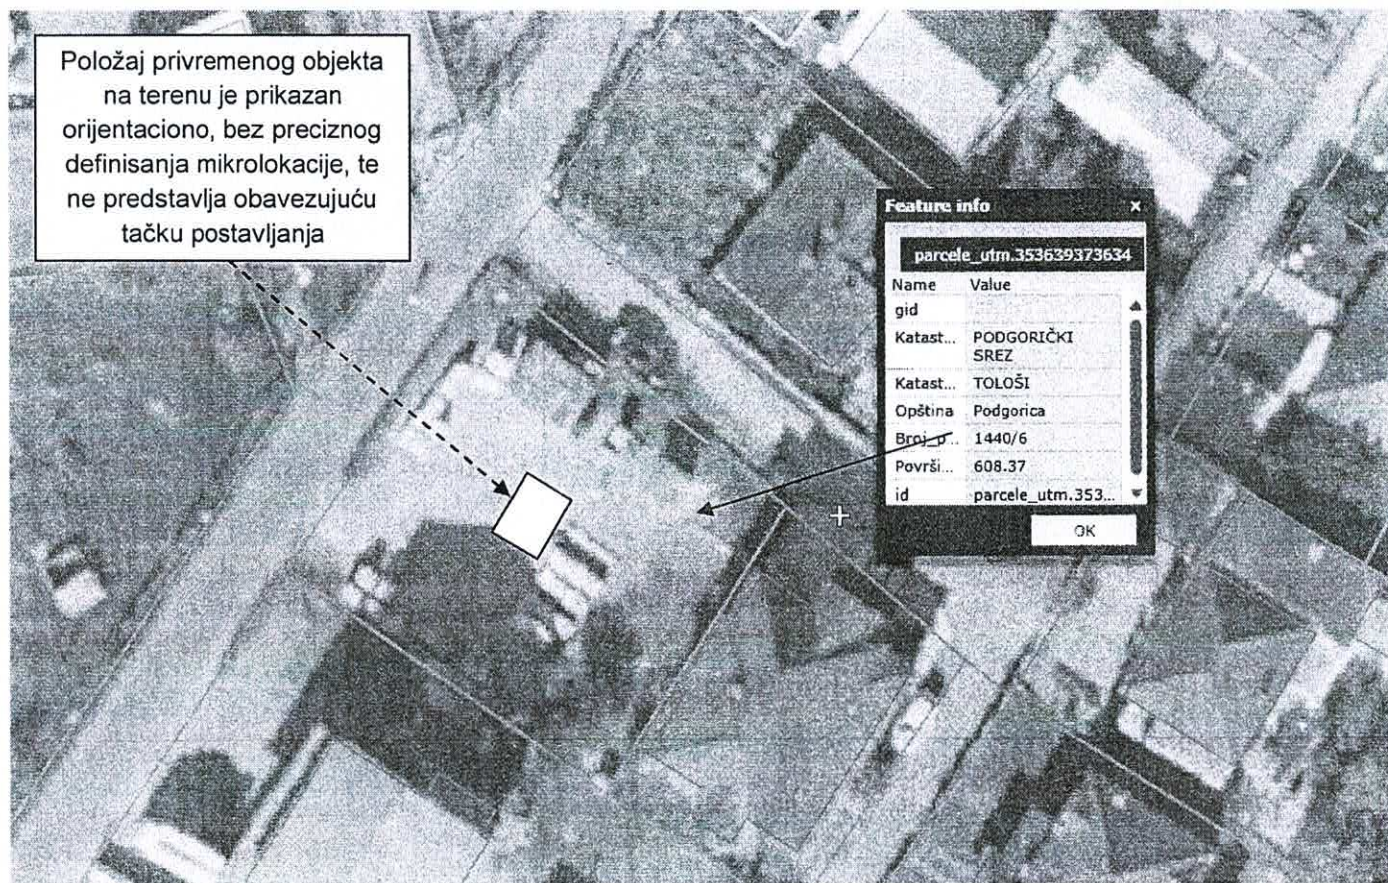 Položaj privremenog objekta
na terenu je prikazan
orijentaciono, bez preciznog
definisanja mikrolokacije, te
ne predstavlja obavezujuću
tačku postavljanja
Feature info x
parcele_utm.353639373634
Name Value
gid
Katast... PODGORIČKI
SREZ
Katast... TOLOŠI
Opština Podgorica
Broj_p... 1440/6
Površi... 608.37
id parcele_utm.353...
OK